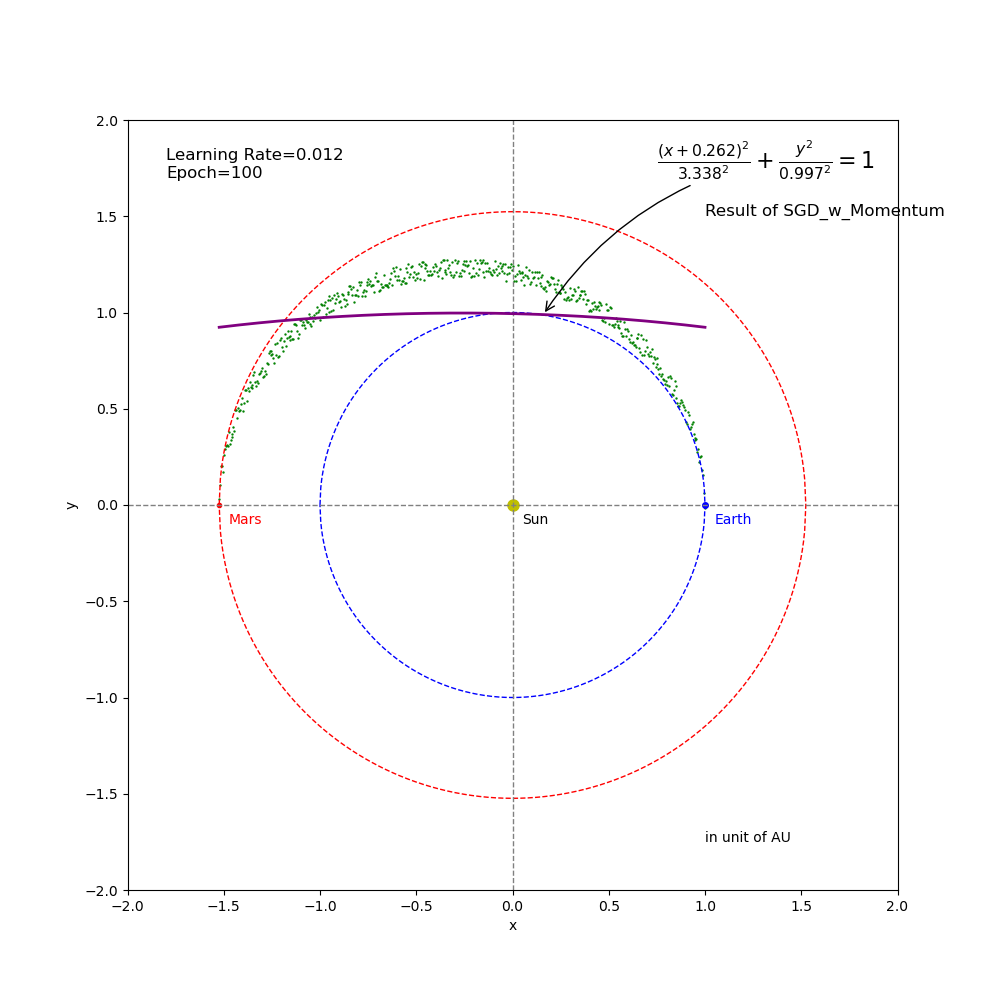 Learning Rate=0.012
Epoch=100
(x+0.262)²/3.338² + y²/0.997² = 1
Result of SGD_w_Momentum
Mars
Sun
Earth
in unit of AU
y
2.0
1.5
1.0
0.5
0.0
−0.5
−1.0
−1.5
−2.0
−2.0 −1.5 −1.0 −0.5 0.0 0.5 1.0 1.5 2.0
x